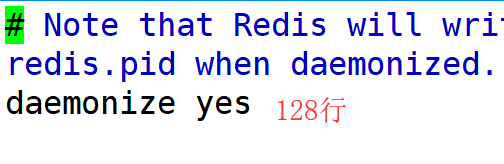 # Note that Redis will wri
redis.pid when daemonized.
daemonize yes 128行